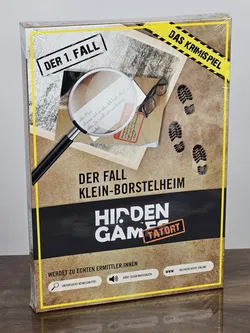 DER 1. FALL
DAS KRIMISPIEL
DER FALL
KLEIN-BORSTELHEIM
HIDDEN
GAMES
TATORT
WERDET ZU ECHTEN ERMITTLER:INNEN